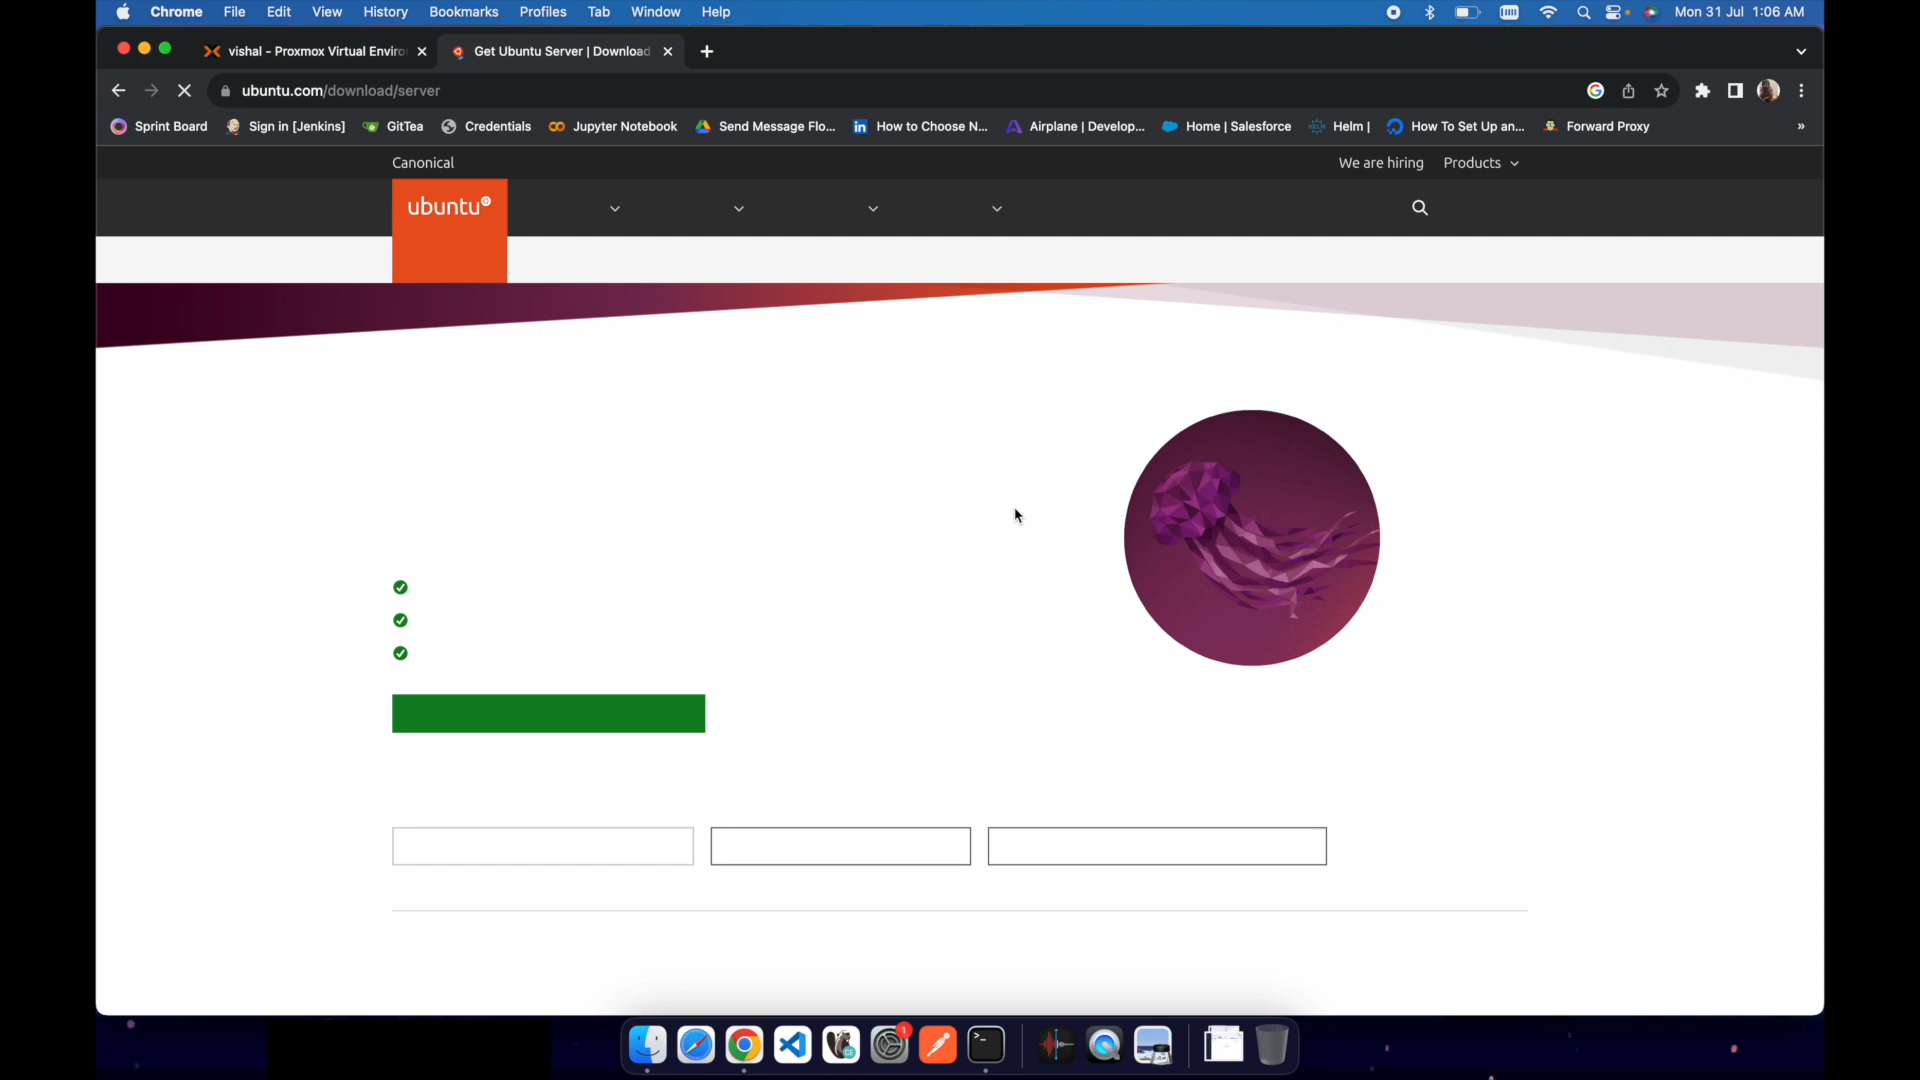 Chrome File Edit View History Bookmarks Profiles Tab Window Help Mon 31 Jul 1:06 AM
vishal - Proxmox Virtual Enviro Get Ubuntu Server | Download
ubuntu.com/download/server
Sprint Board Sign in [Jenkins] GitTea Credentials Jupyter Notebook Send Message Flo... How to Choose N... Airplane | Develop... Home | Salesforce Helm | How To Set Up an... Forward Proxy »
Canonical We are hiring Products
ubuntu
1
CE